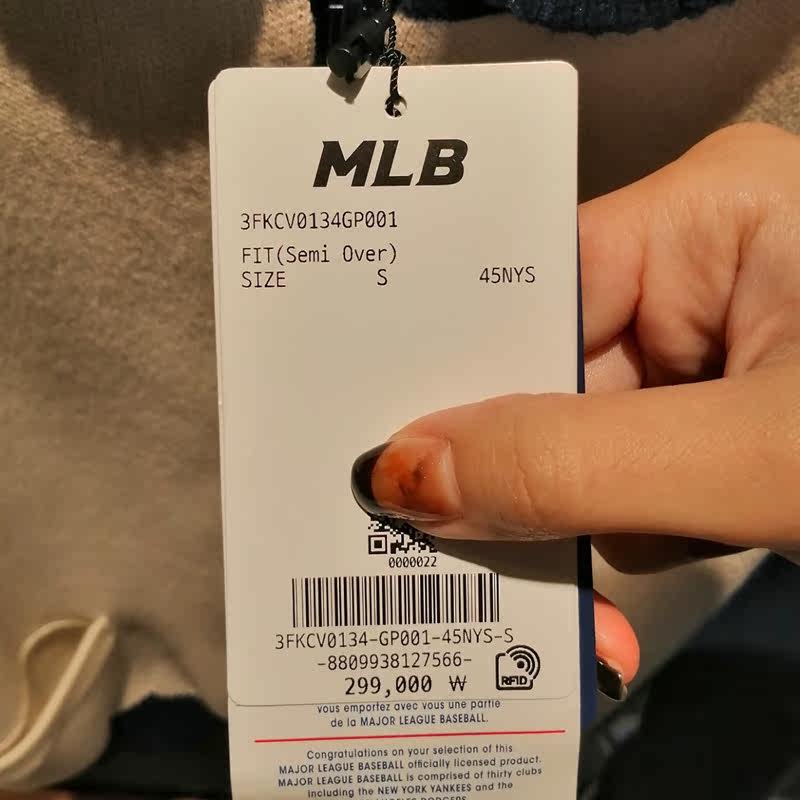 MLB
3FKCV0134GP001
FIT(Semi Over)
SIZE S 45NYS
0000022
3FKCV0134-GP001-45NYS-S
-8809938127566-
299,000 ₩
RFID
vous emportez avec vous une partie
de la MAJOR LEAGUE BASEBALL.
Congratulations on your selection of this
MAJOR LEAGUE BASEBALL officially licensed product.
MAJOR LEAGUE BASEBALL is comprised of thirty clubs
including the NEW YORK YANKEES and the
ANGELES DODGERS